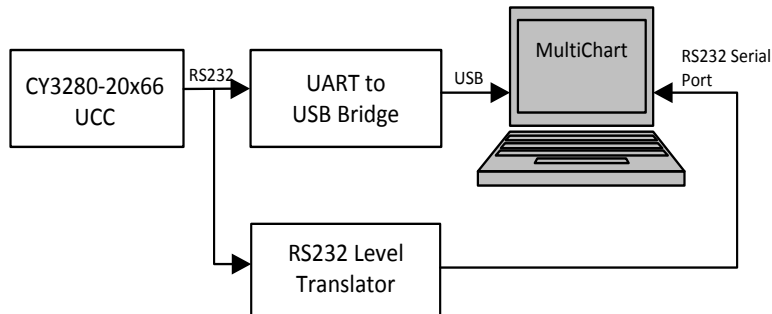 CY3280-20x66
UCC
RS232
UART to
USB Bridge
USB
MultiChart
RS232 Serial
Port
RS232 Level
Translator